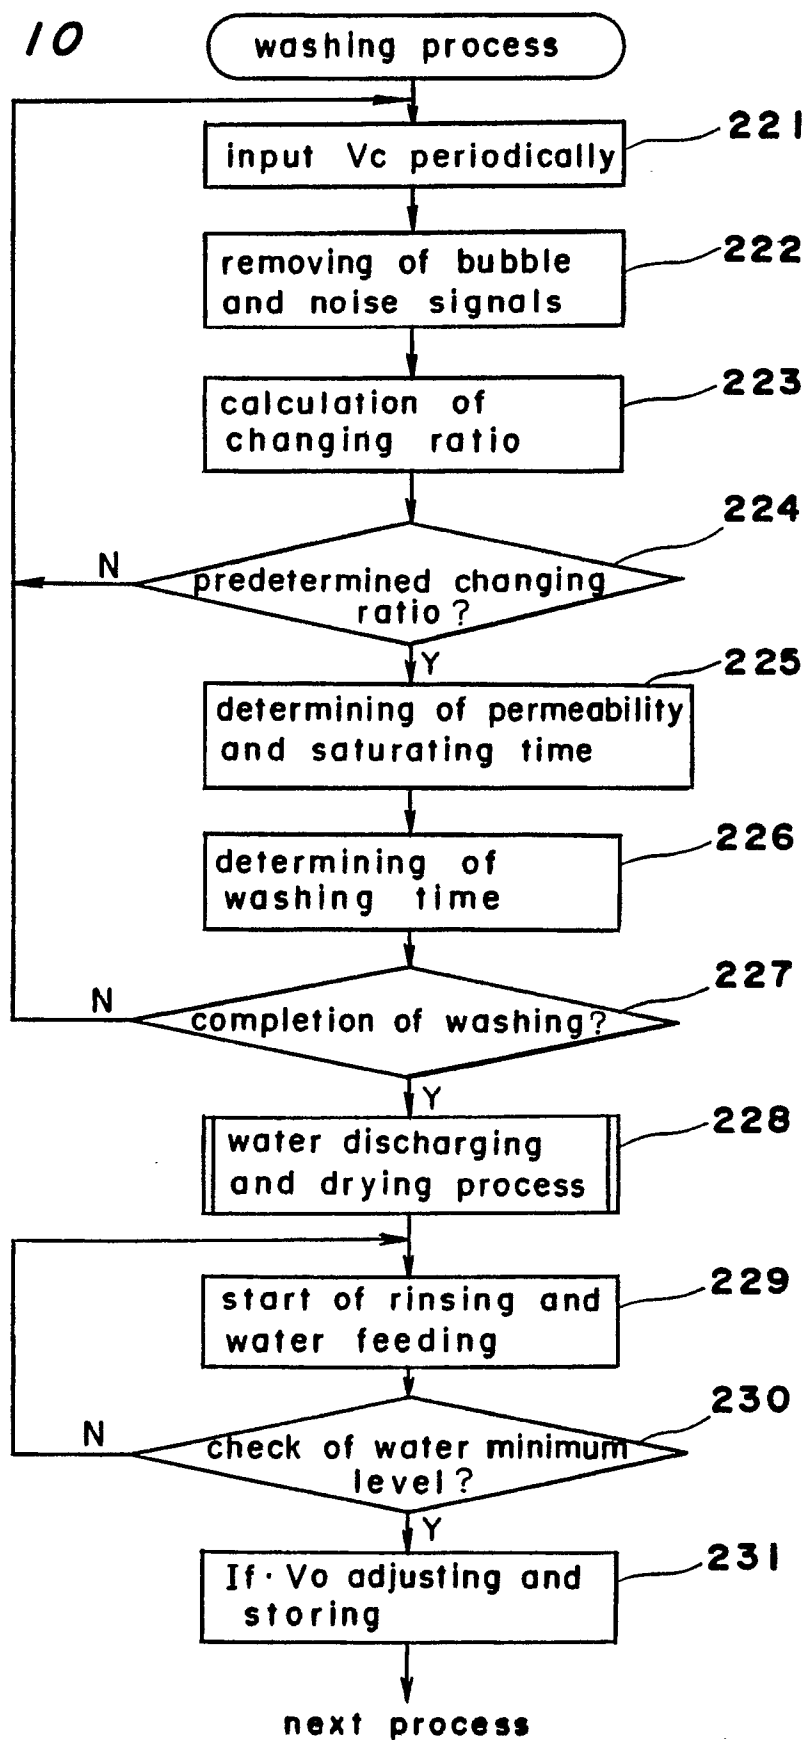 10
washing process
input Vc periodically
221
removing of bubble
and noise signals
222
calculation of
changing ratio
223
224
N
predetermined changing
ratio?
Y
225
determining of permeability
and saturating time
226
determining of
washing time
227
N
completion of washing?
Y
228
water discharging
and drying process
229
start of rinsing and
water feeding
230
N
check of water minimum
level?
Y
231
If·Vo adjusting and
storing
next process